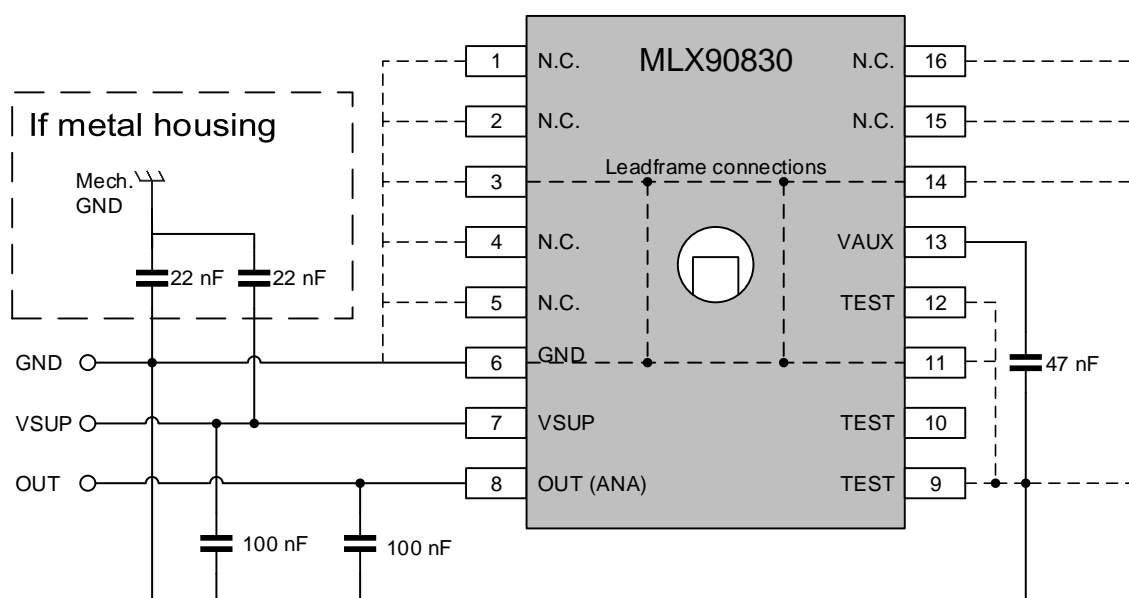 MLX90830
If metal housing
Mech.
GND
22 nF
22 nF
GND
VSUP
OUT
100 nF
100 nF
1
N.C.
2
N.C.
3
4
N.C.
5
N.C.
6
GND
7
VSUP
8
OUT (ANA)
Leadframe connections
N.C.
16
N.C.
15
14
VAUX
13
TEST
12
11
TEST
10
TEST
9
47 nF